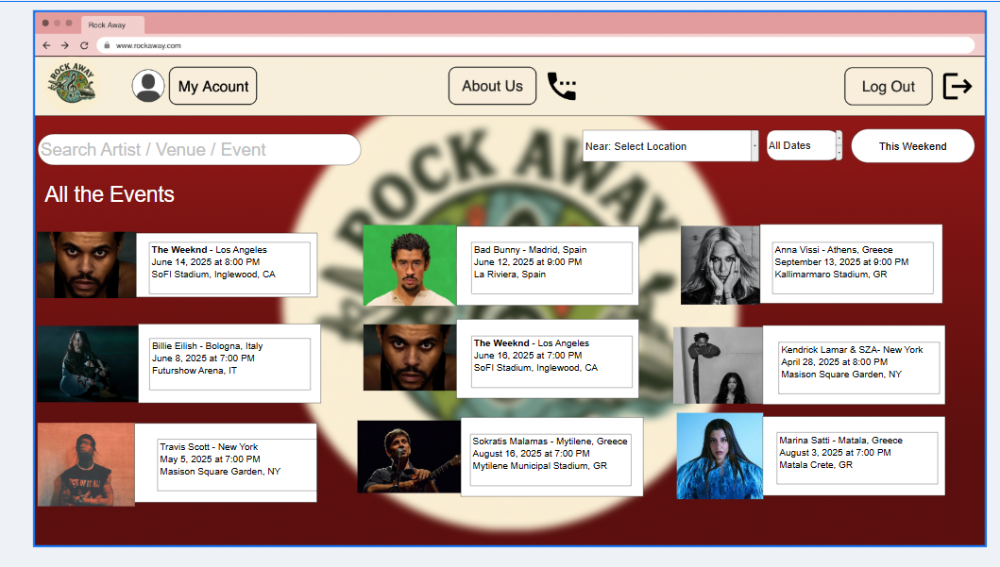 Rock Away
www.rockaway.com
ROCK AWAY
My Acount
About Us
Log Out
ROCK AWAY
Search Artist / Venue / Event
Near: Select Location
All Dates
This Weekend
All the Events
The Weeknd - Los Angeles
June 14, 2025 at 8:00 PM
SoFI Stadium, Inglewood, CA
Bad Bunny - Madrid, Spain
June 12, 2025 at 9:00 PM
La Riviera, Spain
Anna Vissi - Athens, Greece
September 13, 2025 at 9:00 PM
Kallimarmaro Stadium, GR
Billie Eilish - Bologna, Italy
June 8, 2025 at 7:00 PM
Futurshow Arena, IT
The Weeknd - Los Angeles
June 16, 2025 at 7:00 PM
SoFI Stadium, Inglewood, CA
Kendrick Lamar & SZA- New York
April 28, 2025 at 8:00 PM
Masison Square Garden, NY
Travis Scott - New York
May 5, 2025 at 7:00 PM
Masison Square Garden, NY
Sokratis Malamas - Mytilene, Greece
August 16, 2025 at 7:00 PM
Mytilene Municipal Stadium, GR
Marina Satti - Matala, Greece
August 3, 2025 at 7:00 PM
Matala Crete, GR